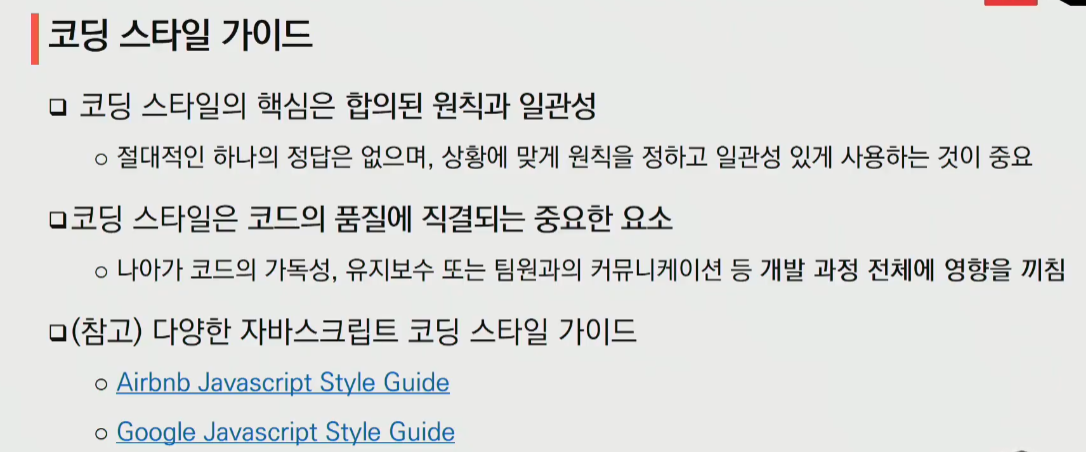 코딩 스타일 가이드
❑ 코딩 스타일의 핵심은 합의된 원칙과 일관성
○ 절대적인 하나의 정답은 없으며, 상황에 맞게 원칙을 정하고 일관성 있게 사용하는 것이 중요
❑코딩 스타일은 코드의 품질에 직결되는 중요한 요소
○ 나아가 코드의 가독성, 유지보수 또는 팀원과의 커뮤니케이션 등 개발 과정 전체에 영향을 끼침
❑(참고) 다양한 자바스크립트 코딩 스타일 가이드
○ Airbnb Javascript Style Guide
○ Google Javascript Style Guide